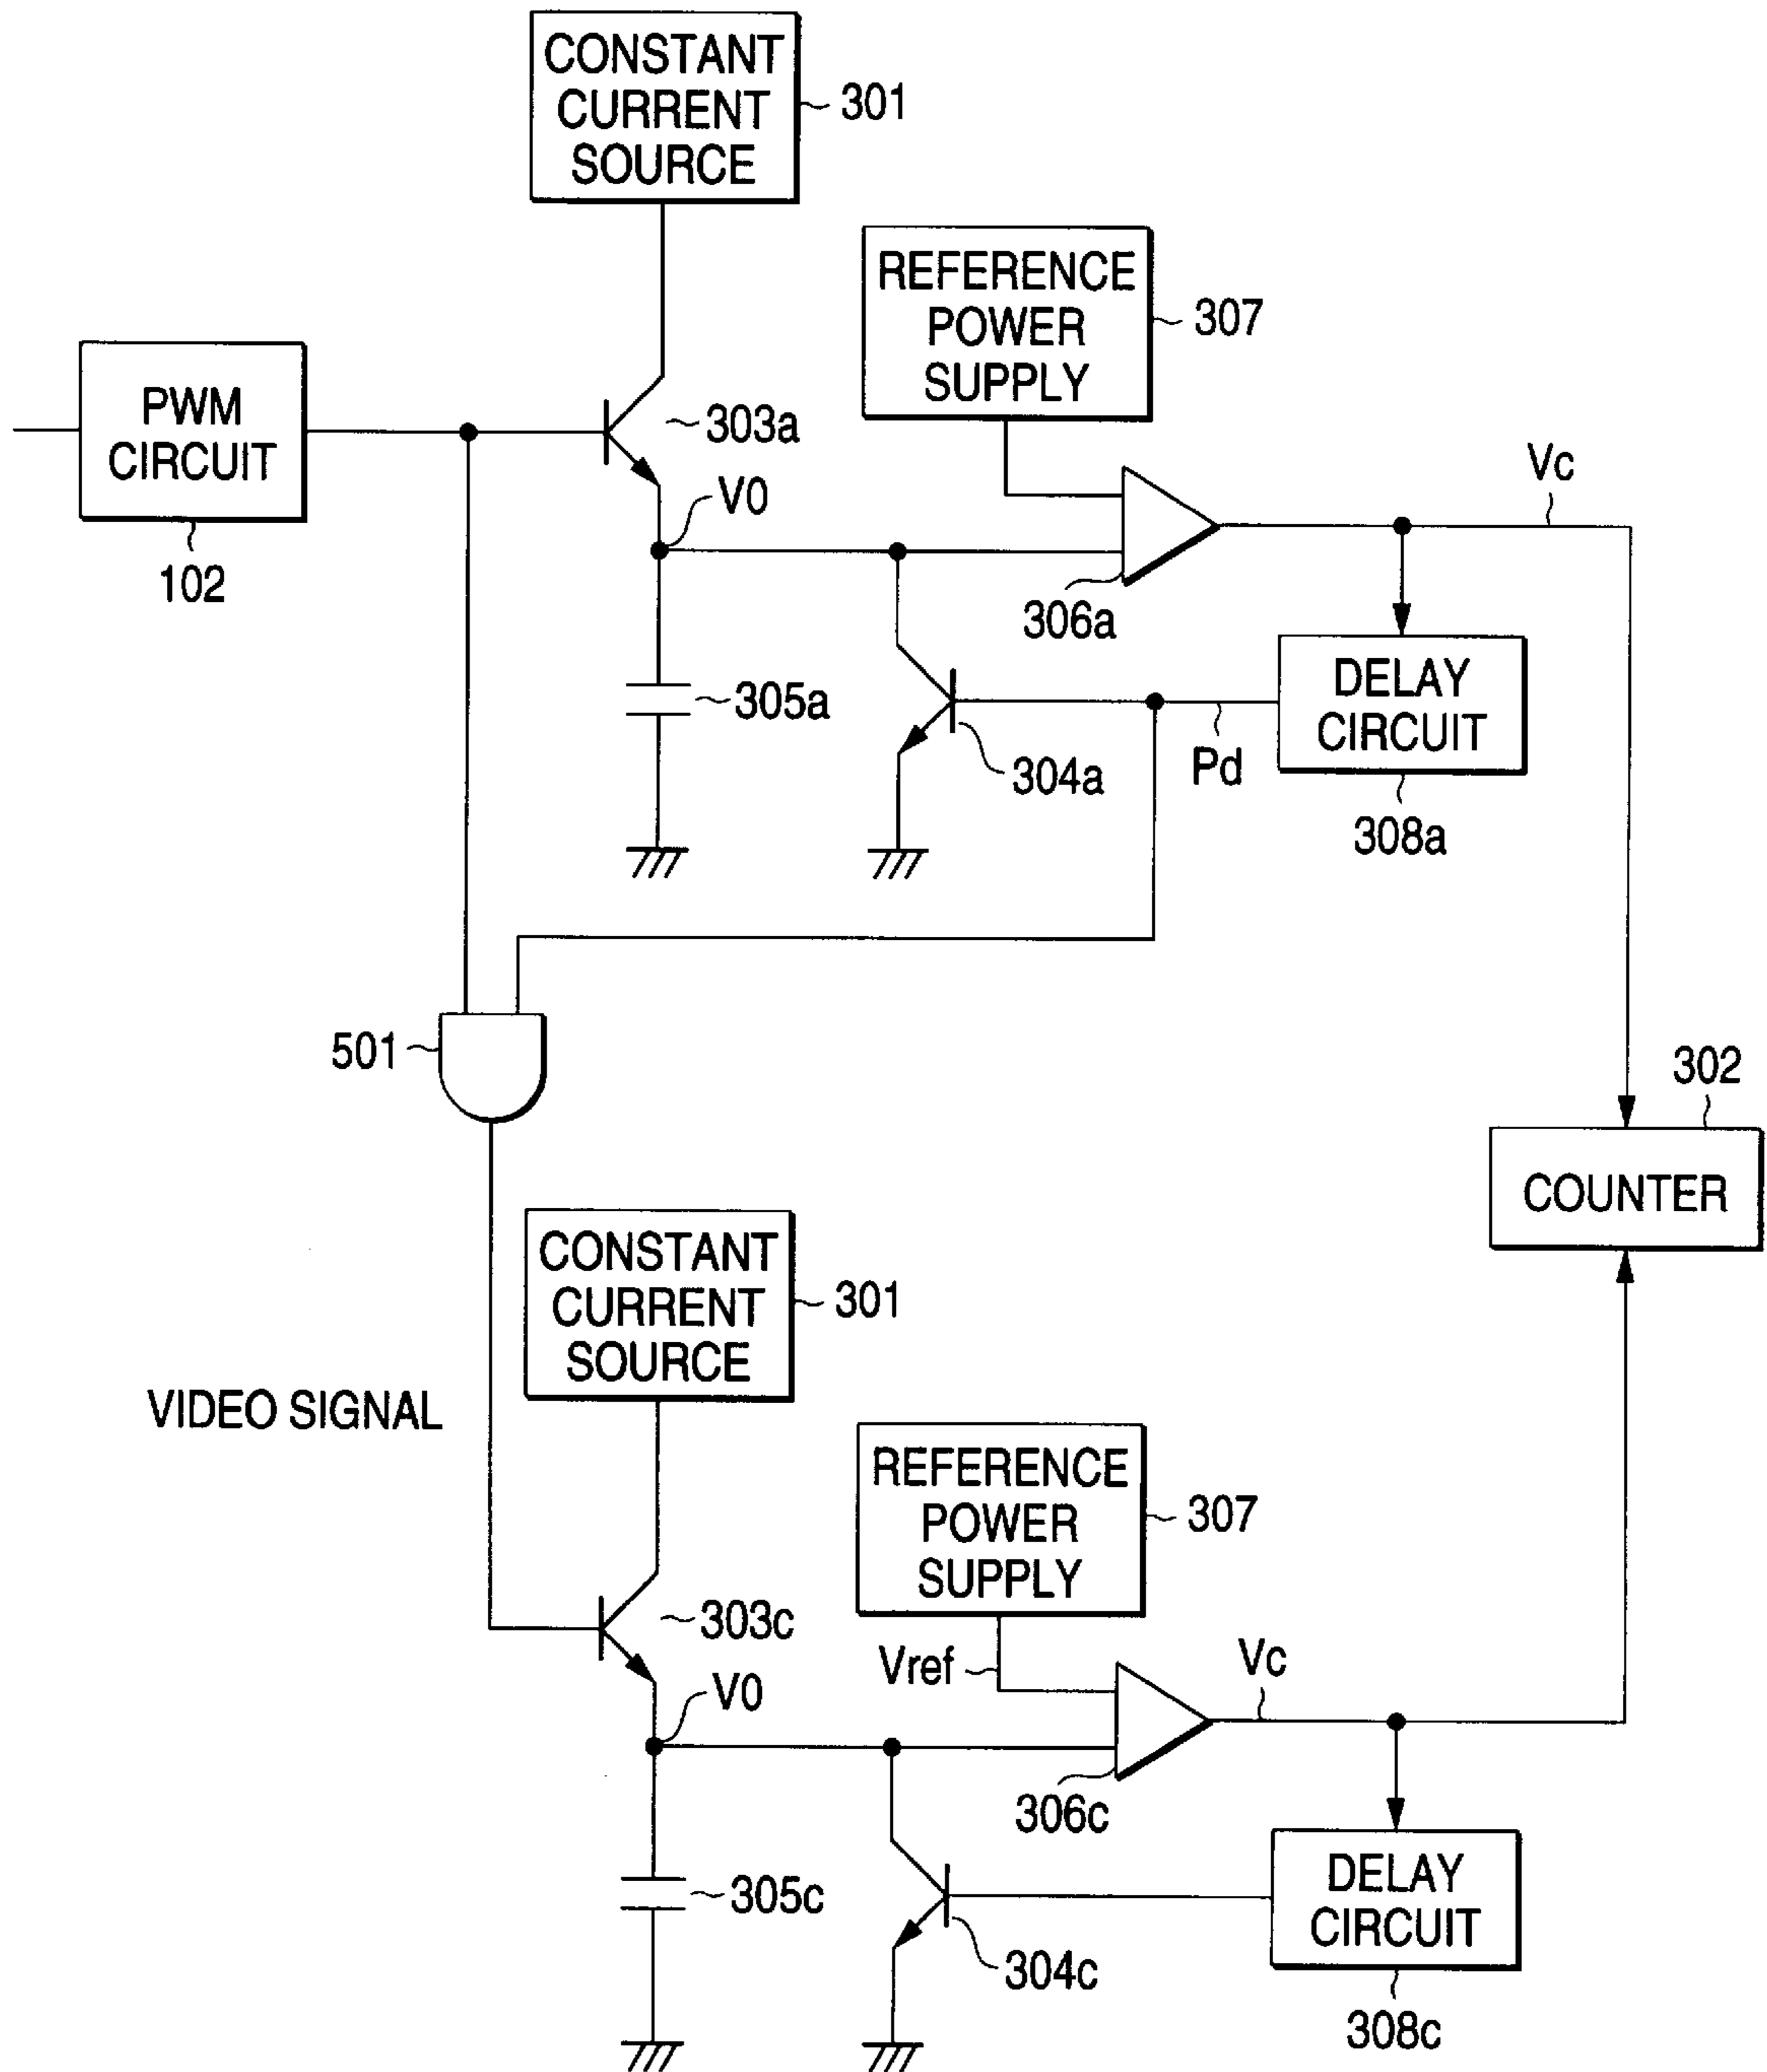 CONSTANT
CURRENT
SOURCE
301
REFERENCE
POWER
SUPPLY
307
PWM
CIRCUIT
102
303a
V0
Vc
306a
305a
304a
Pd
DELAY
CIRCUIT
308a
501
302
COUNTER
CONSTANT
CURRENT
SOURCE
301
VIDEO SIGNAL
REFERENCE
POWER
SUPPLY
307
303c
Vref
Vc
V0
306c
305c
304c
DELAY
CIRCUIT
308c